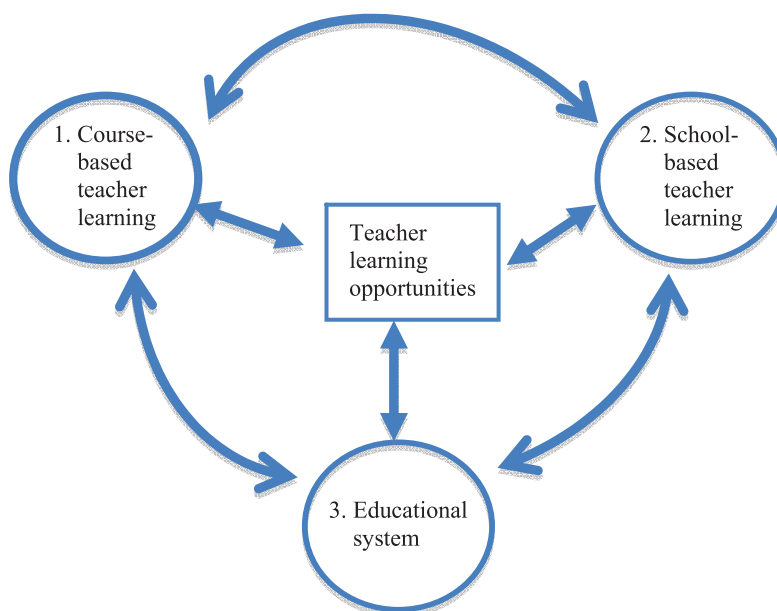 1. Course-
based
teacher
learning
2. School-
based
teacher
learning
Teacher
learning
opportunities
3. Educational
system